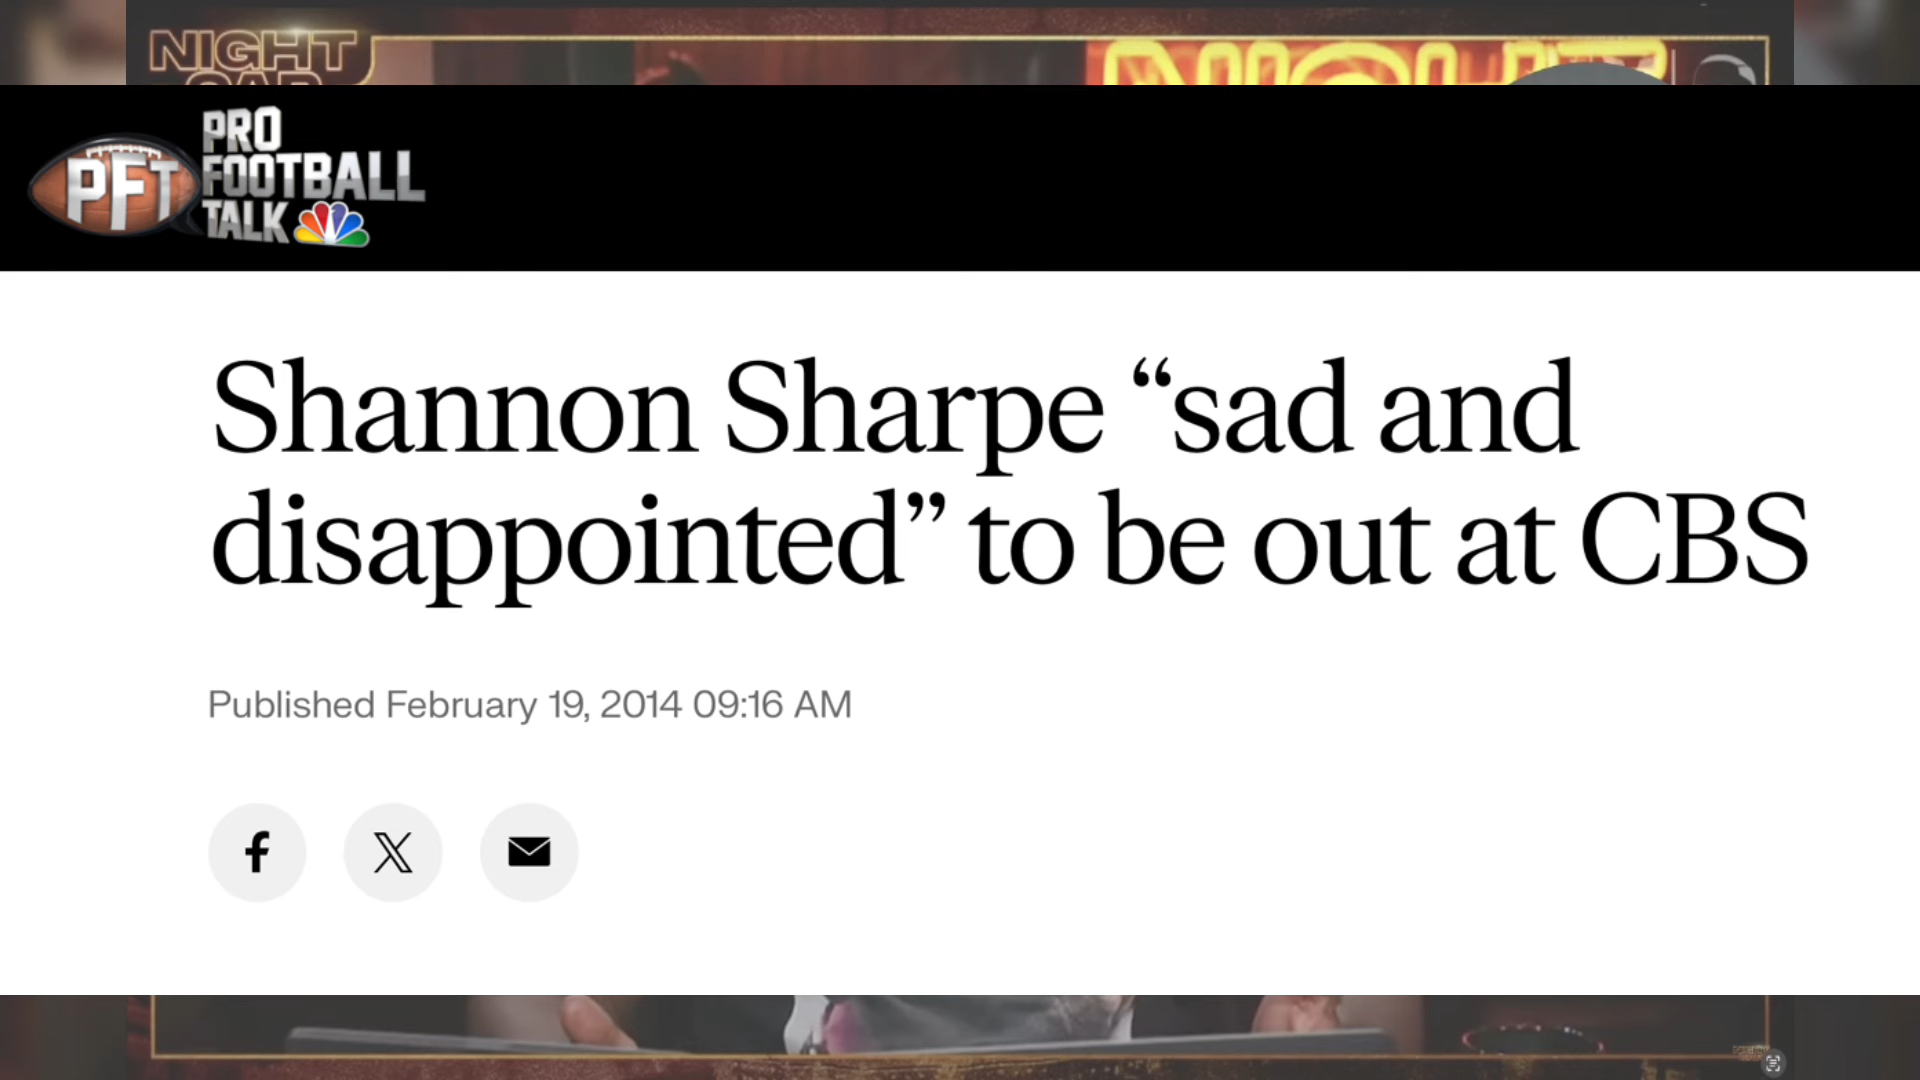 NIGHT
CAP
PFT
PRO
FOOTBALL
TALK
Shannon Sharpe “sad and
disappointed” to be out at CBS
Published February 19, 2014 09:16 AM